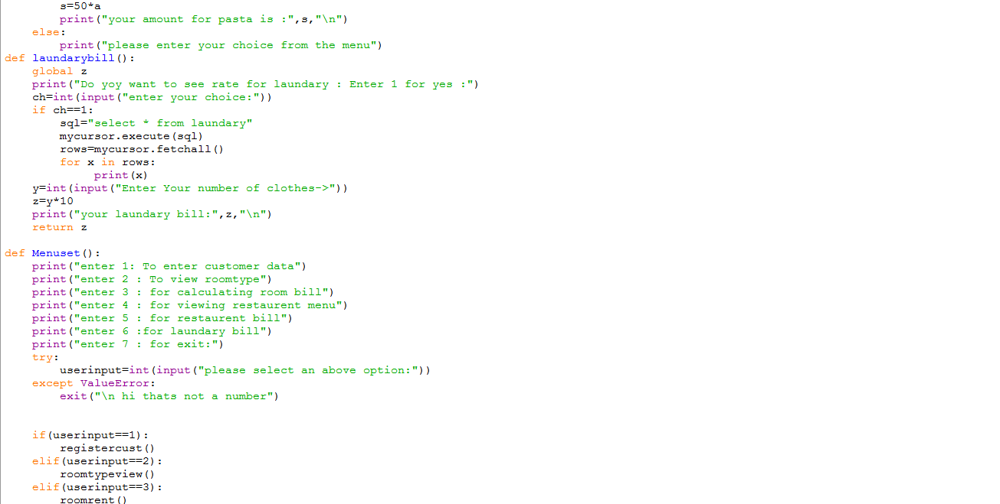 s=50*a
        print("your amount for pasta is :",s,"\n")
    else:
        print("please enter your choice from the menu")
def laundarybill():
    global z
    print("Do yoy want to see rate for laundary : Enter 1 for yes :")
    ch=int(input("enter your choice:"))
    if ch==1:
        sql="select * from laundary"
        mycursor.execute(sql)
        rows=mycursor.fetchall()
        for x in rows:
             print(x)
    y=int(input("Enter Your number of clothes->"))
    z=y*10
    print("your laundary bill:",z,"\n")
    return z

def Menuset():
    print("enter 1: To enter customer data")
    print("enter 2 : To view roomtype")
    print("enter 3 : for calculating room bill")
    print("enter 4 : for viewing restaurent menu")
    print("enter 5 : for restaurent bill")
    print("enter 6 :for laundary bill")
    print("enter 7 : for exit:")
    try:
        userinput=int(input("please select an above option:"))
    except ValueError:
        exit("\n hi thats not a number")


    if(userinput==1):
        registercust()
    elif(userinput==2):
        roomtypeview()
    elif(userinput==3):
        roomrent()